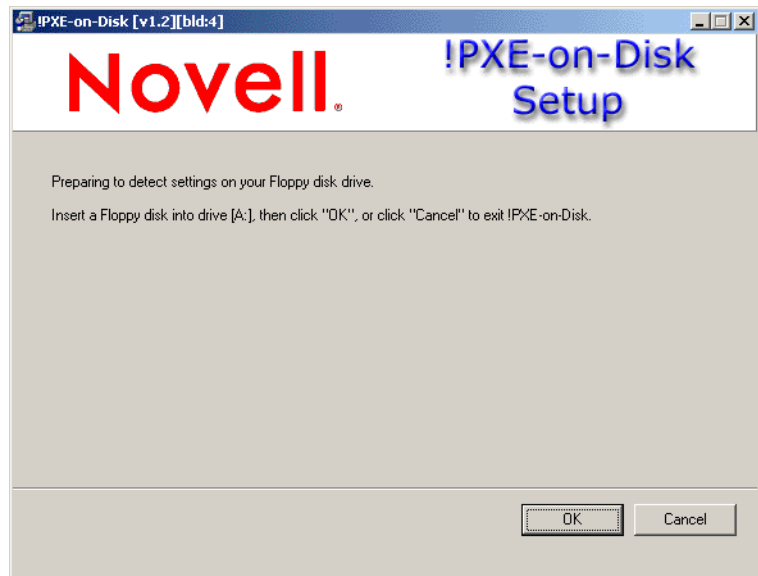 !PXE-on-Disk [v1.2][bld:4]
Novell®
!PXE-on-Disk
Setup
Preparing to detect settings on your Floppy disk drive.
Insert a Floppy disk into drive [A:], then click "OK", or click "Cancel" to exit !PXE-on-Disk.
OK
Cancel